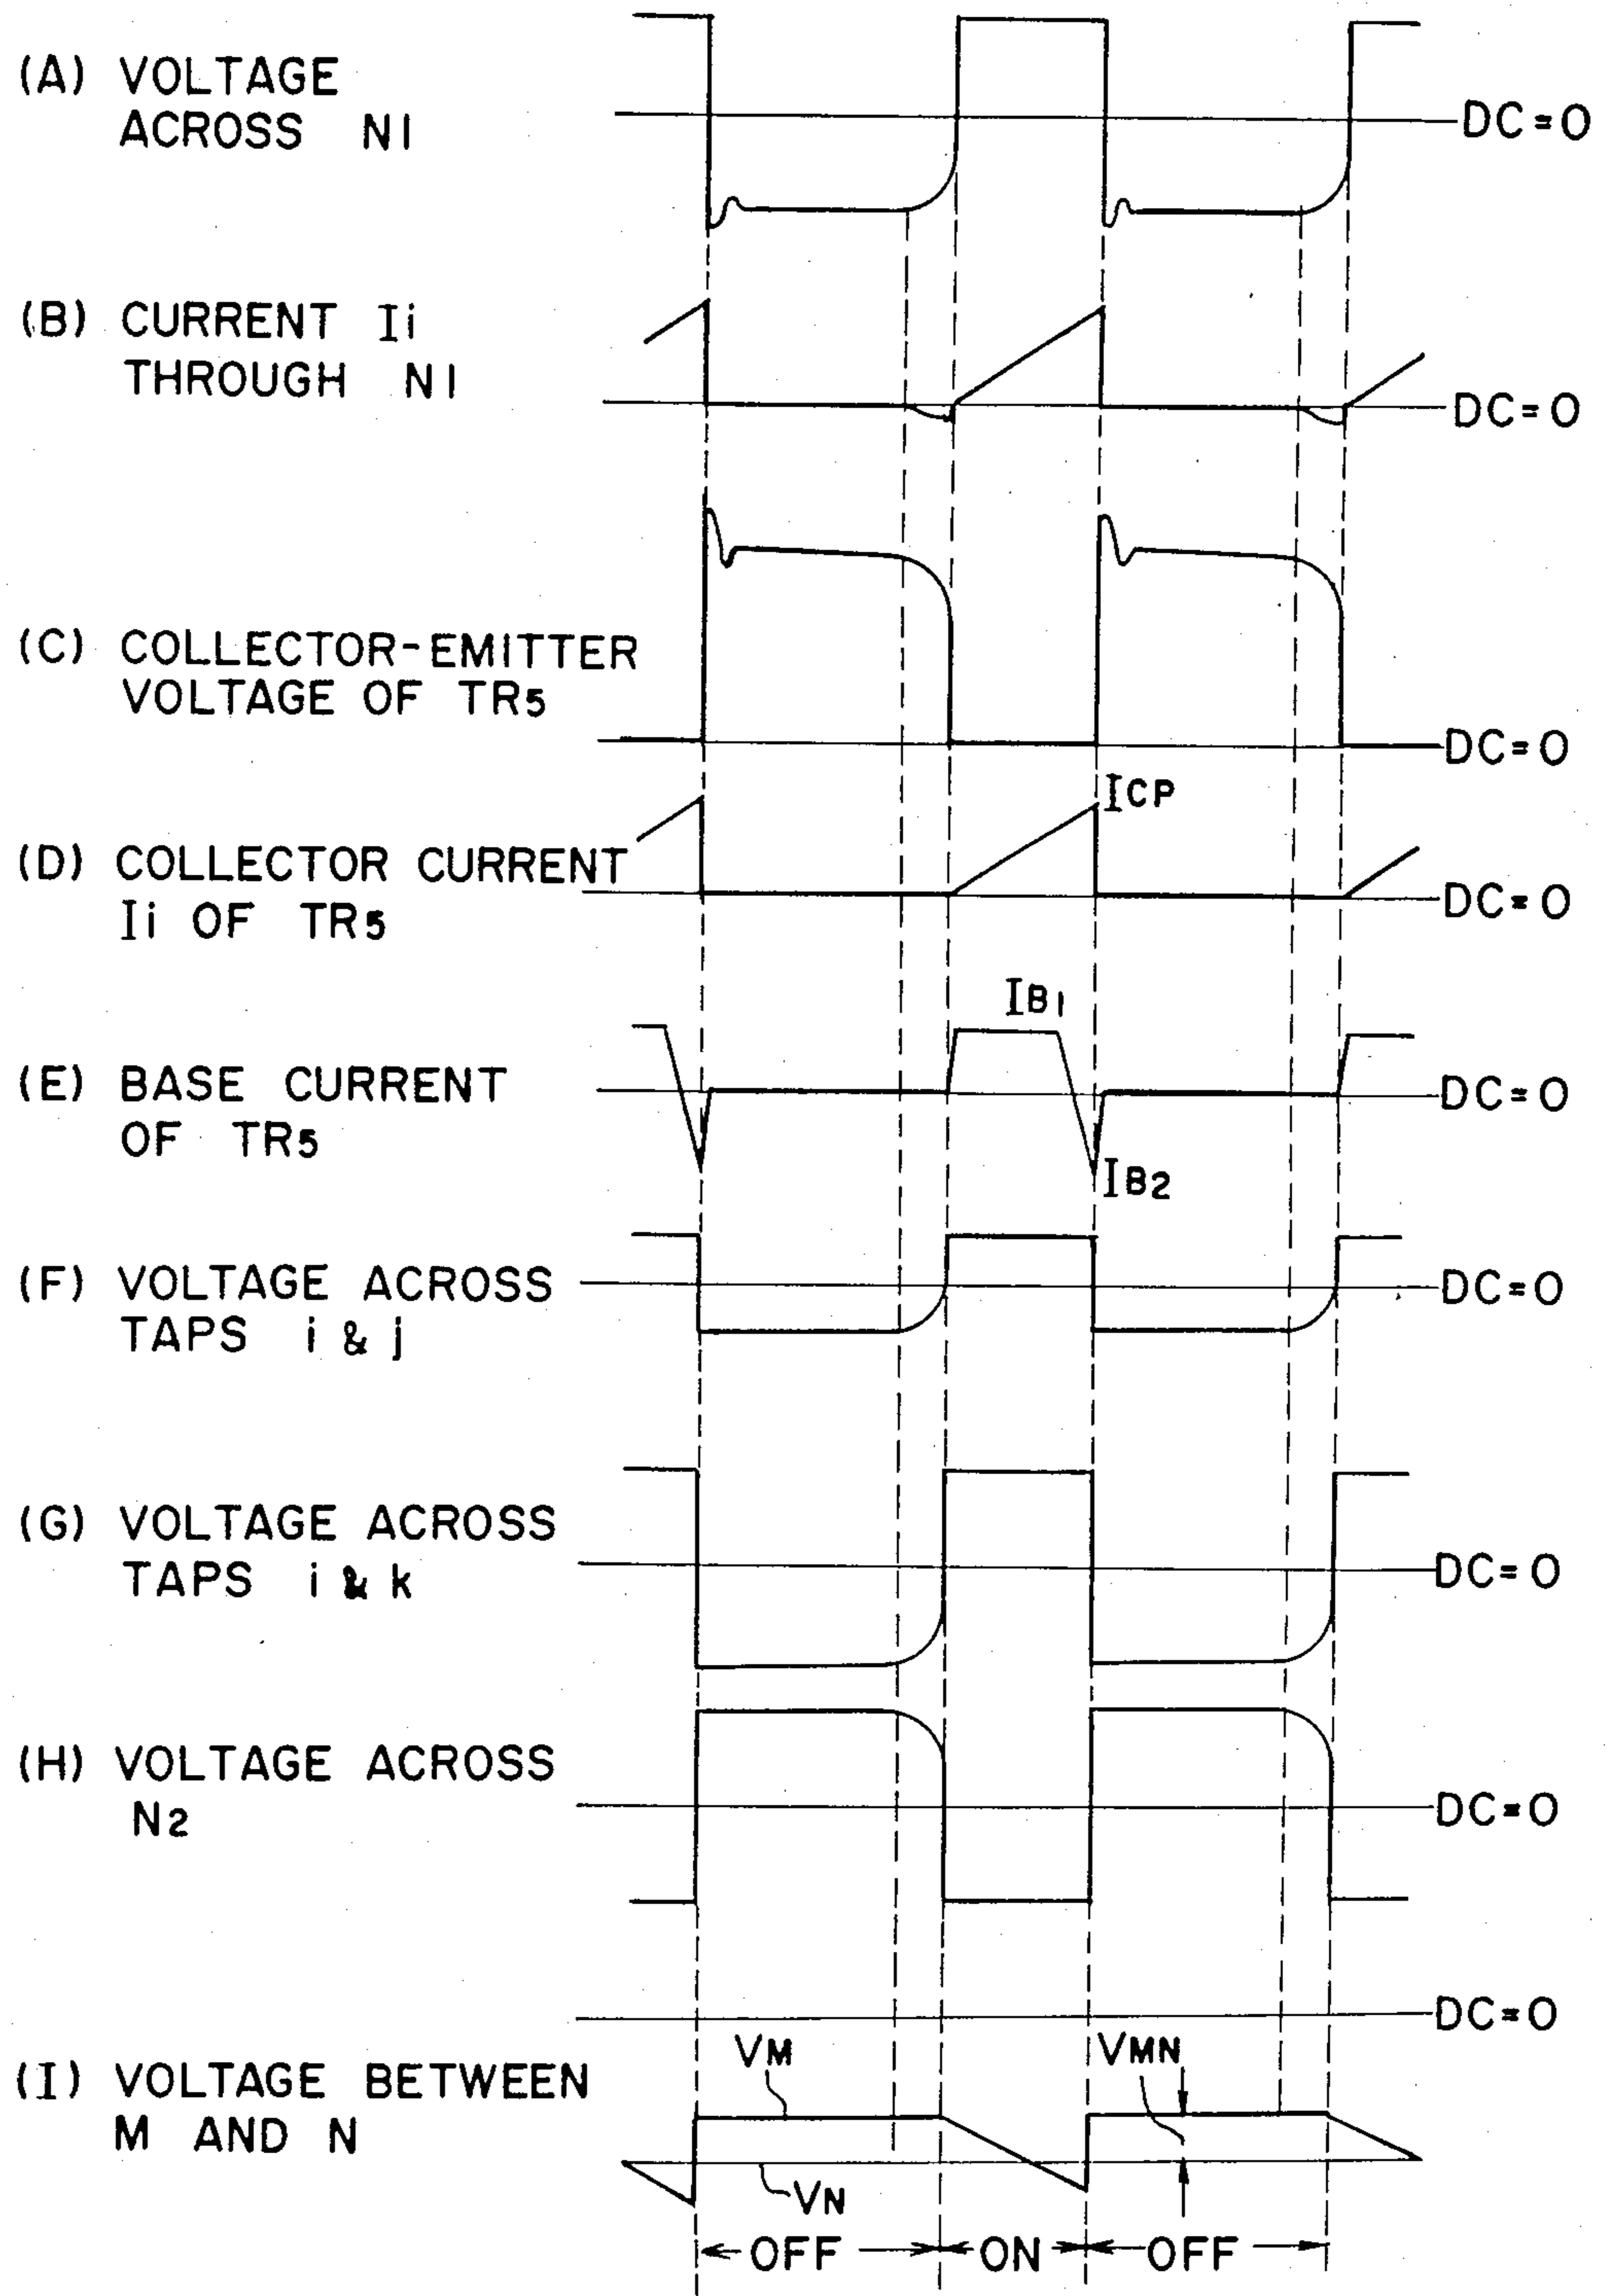 (A) VOLTAGE
ACROSS N1
DC=0
(B) CURRENT Ii
THROUGH N1
DC=0
(C) COLLECTOR-EMITTER
VOLTAGE OF TR5
DC=0
ICP
(D) COLLECTOR CURRENT
Ii OF TR5
DC=0
IB1
(E) BASE CURRENT
OF TR5
DC=0
IB2
(F) VOLTAGE ACROSS
TAPS i & j
DC=0
(G) VOLTAGE ACROSS
TAPS i & k
DC=0
(H) VOLTAGE ACROSS
N2
DC=0
DC=0
VM
VMN
(I) VOLTAGE BETWEEN
M AND N
VN
OFF ON OFF